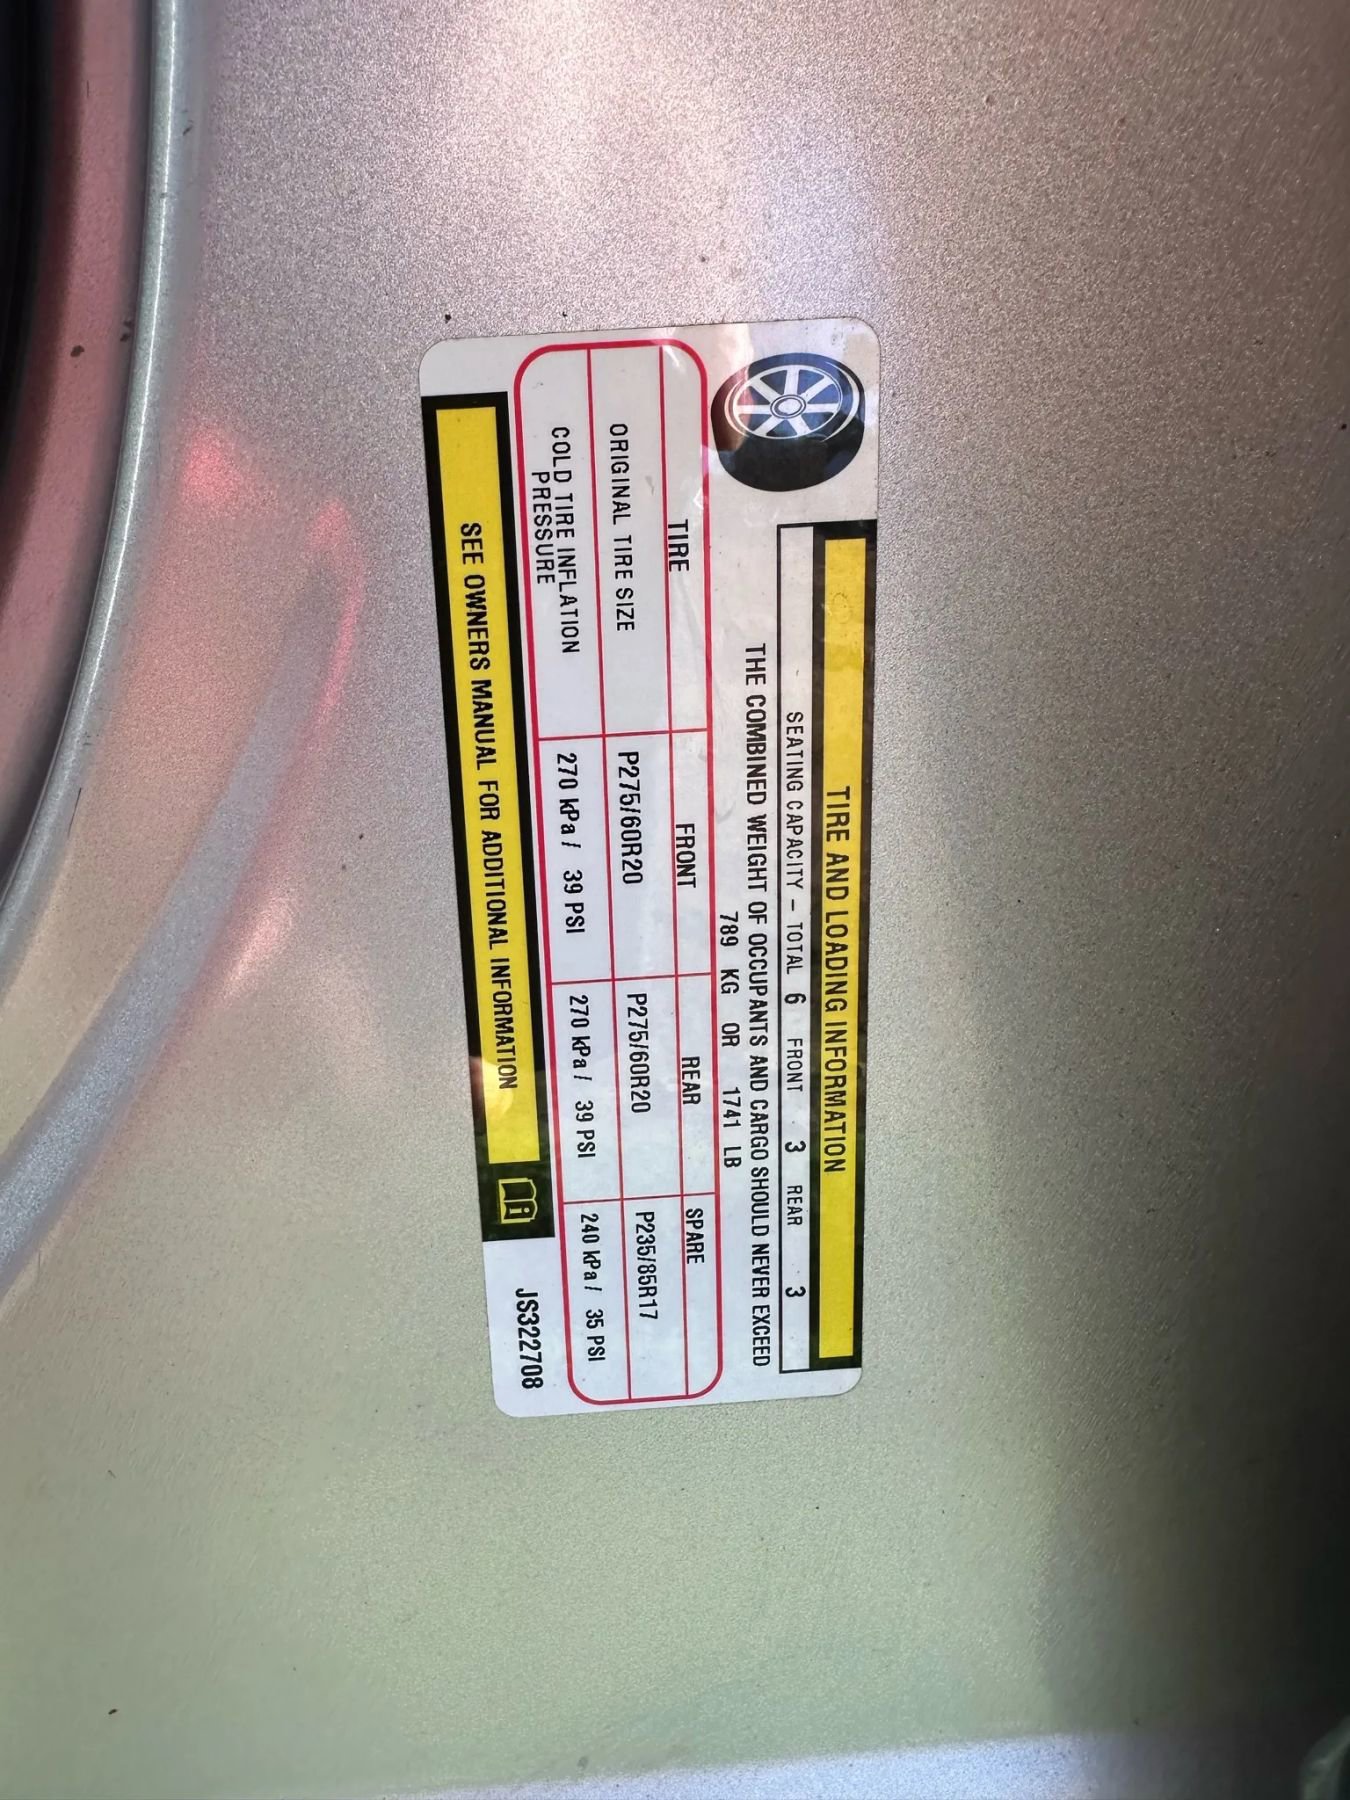 TIRE AND LOADING INFORMATION
SEATING CAPACITY – TOTAL 6 FRONT 3 REAR 3
THE COMBINED WEIGHT OF OCCUPANTS AND CARGO SHOULD NEVER EXCEED
789 KG OR 1741 LB
TIRE FRONT REAR SPARE
ORIGINAL TIRE SIZE P275/60R20 P275/60R20 P235/85R17
COLD TIRE INFLATION
PRESSURE 270 kPa / 39 PSI 270 kPa / 39 PSI 240 kPa / 35 PSI
SEE OWNERS MANUAL FOR ADDITIONAL INFORMATION
JS322708